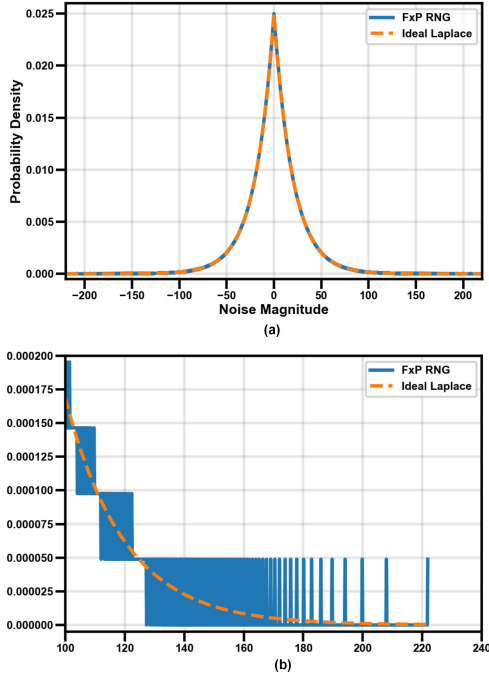 0.025
0.020
0.015
0.010
0.005
0.000
Probability Density
FxP RNG
Ideal Laplace
−200 −150 −100 −50 0 50 100 150 200
Noise Magnitude
(a)
0.000200
0.000175
0.000150
0.000125
0.000100
0.000075
0.000050
0.000025
0.000000
FxP RNG
Ideal Laplace
100 120 140 160 180 200 220 240
(b)